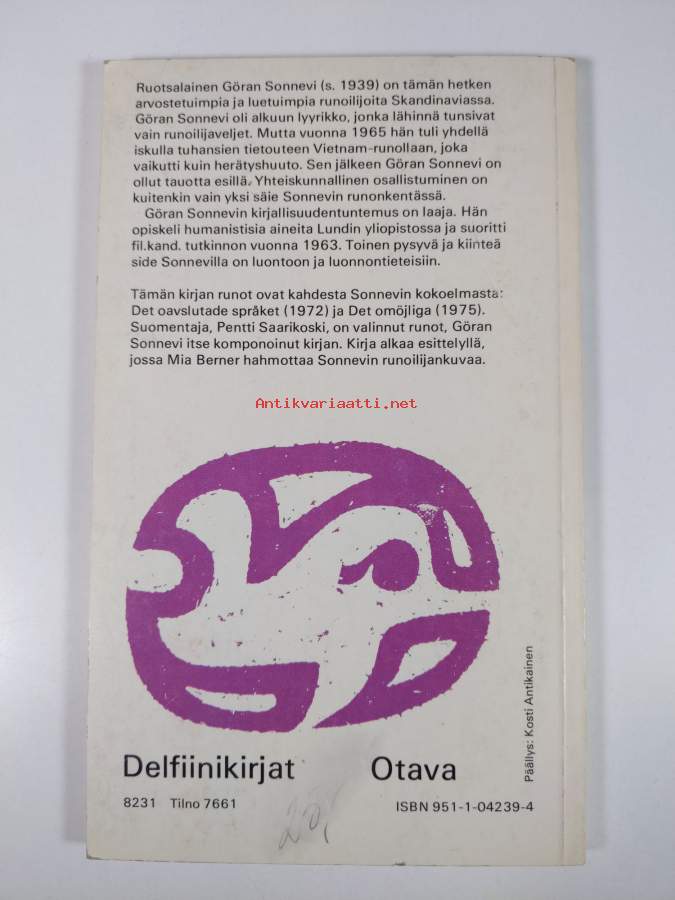 Ruotsalainen Göran Sonnevi (s. 1939) on tämän hetken
arvostetuimpia ja luetuimpia runoilijoita Skandinaviassa.
Göran Sonnevi oli alkuun lyyrikko, jonka lähinnä tunsivat
vain runoilijaveljet. Mutta vuonna 1965 hän tuli yhdellä
iskulla tuhansien tietouteen Vietnam-runollaan, joka
vaikutti kuin herätyshuuto. Sen jälkeen Göran Sonnevi on
ollut tauotta esillä. Yhteiskunnallinen osallistuminen on
kuitenkin vain yksi säie Sonnevin runonkentässä.
Göran Sonnevin kirjallisuudentuntemus on laaja. Hän
opiskeli humanistisia aineita Lundin yliopistossa ja suoritti
fil.kand. tutkinnon vuonna 1963. Toinen pysyvä ja kiinteä
side Sonnevilla on luontoon ja luonnontieteisiin.
Tämän kirjan runot ovat kahdesta Sonnevin kokoelmasta:
Det oavslutade språket (1972) ja Det omöjliga (1975).
Suomentaja, Pentti Saarikoski, on valinnut runot, Göran
Sonnevi itse komponoinut kirjan. Kirja alkaa esittelyllä,
jossa Mia Berner hahmottaa Sonnevin runoilijankuvaa.
Antikvariaatti.net
Päällys: Kosti Antikainen
Delfiinikirjat Otava
8231 Tilno 7661 ISBN 951-1-04239-4